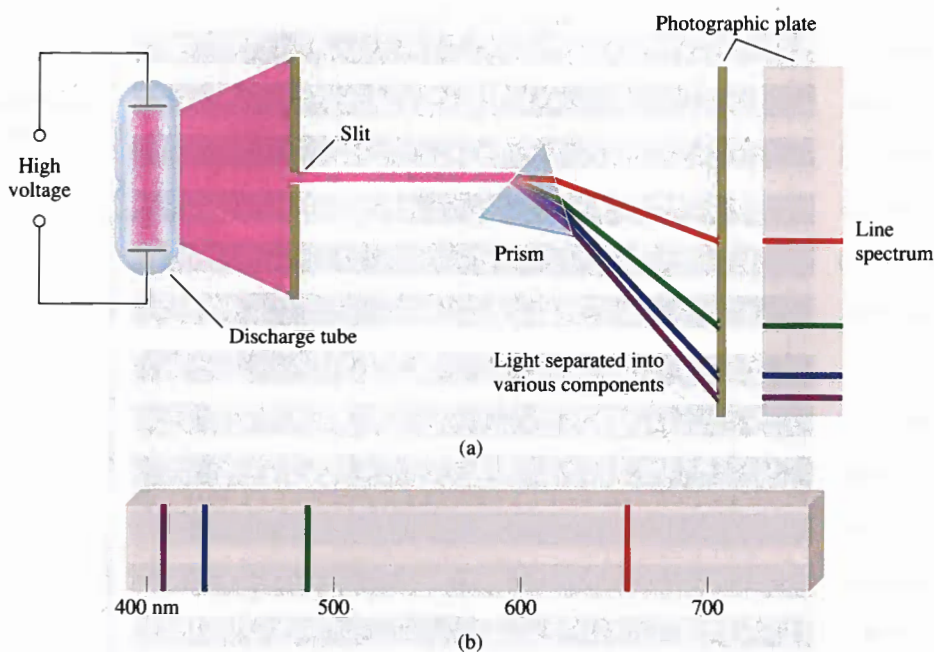 Photographic plate
Slit
High
voltage
Line
spectrum
Prism
Discharge tube
Light separated into
various components
(a)
400 nm
500
600
700
(b)